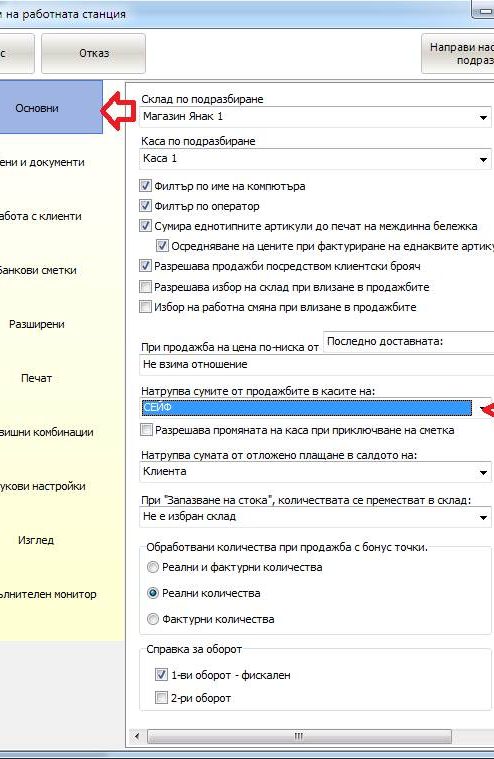 и на работната станция
с
Отказ
Направи нас
подраз
Основни
ени и документи
абота с клиенти
анкови сметки
Разширени
Печат
вишни комбинации
укови настройки
Изглед
ълнителен монитор
Склад по подразбиране
Магазин Янак 1
Каса по подразбиране
Каса 1
Филтър по име на компютъра
Филтър по оператор
Сумира еднотипните артикули до печат на междинна бележка
Осредняване на цените при фактуриране на еднаквите артику
Разрешава продажби посредством клиентски брояч
Разрешава избор на склад при влизане в продажбите
Избор на работна смяна при влизане в продажбите
При продажба на цена по-ниска от Последно доставната:
Не взима отношение
Натрупва сумите от продажбите в касите на:
СЕЙФ
Разрешава промяната на каса при приключване на сметка
Натрупва сумата от отложено плащане в салдото на:
Клиента
При "Запазване на стока", количествата се преместват в склад:
Не е избран склад
Обработвани количества при продажба с бонус точки.
Реални и фактурни количества
Реални количества
Фактурни количества
Справка за оборот
1-ви оборот - фискален
2-ри оборот